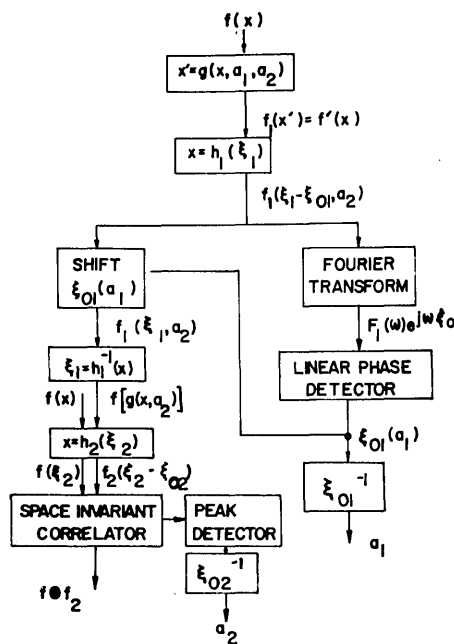 f(x)
x'=g(x,a₁,a₂)
f₁(x')=f'(x)
x=h₁(ξ₁)
f₁(ξ₁-ξ₀₁,a₂)
SHIFT
ξ₀₁(a₁)
FOURIER
TRANSFORM
f₁(ξ₁,a₂)
F₁(ω)e^jωξ₀
ξ₁=h₁⁻¹(x)
LINEAR PHASE
DETECTOR
f(x)
f[g(x,a₂)]
x=h₂(ξ₂)
ξ₀₁(a₁)
f(ξ₂)
f₂(ξ₂-ξ₀₂)
ξ₀₁⁻¹
SPACE INVARIANT
CORRELATOR
PEAK
DETECTOR
a₁
ξ₀₂⁻¹
f●f₂
a₂